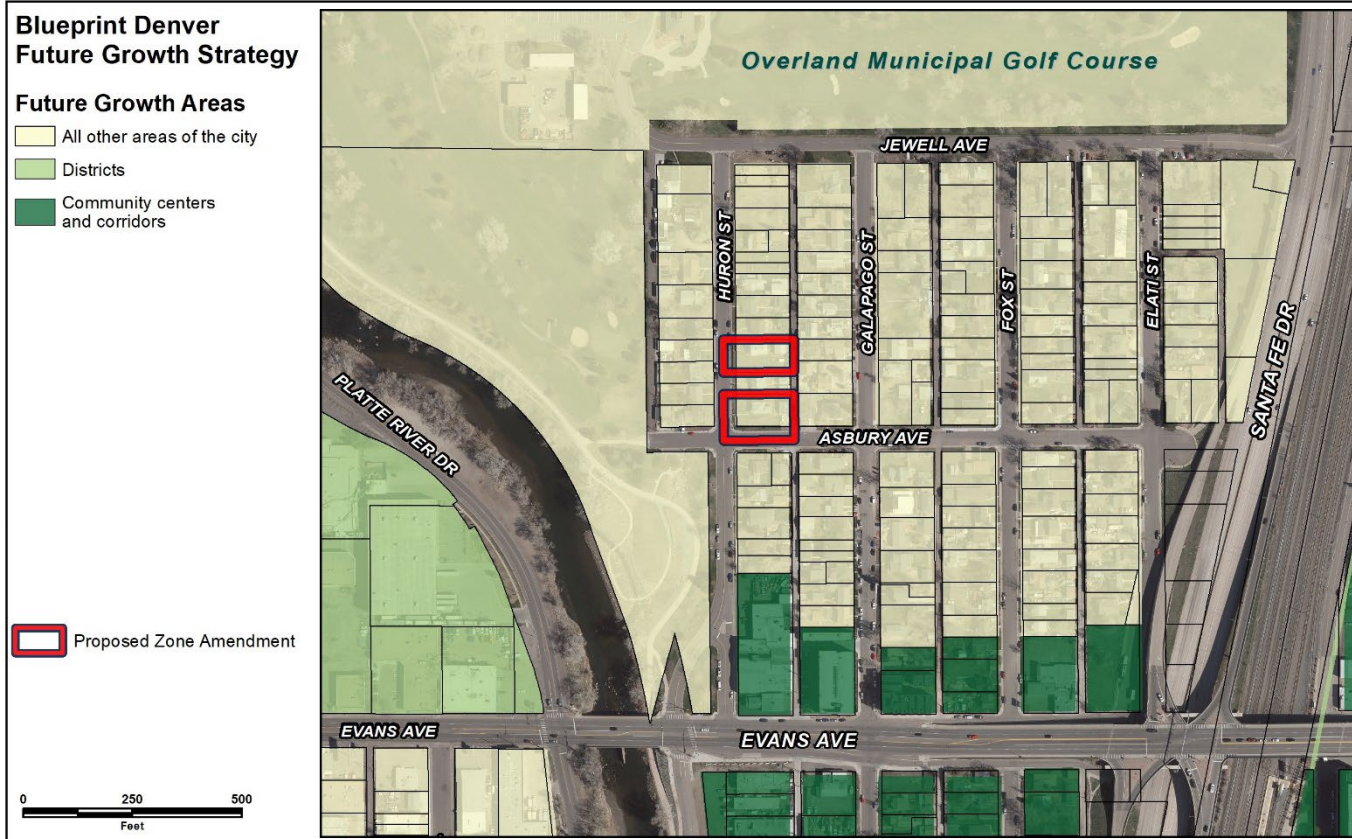 Blueprint Denver
Future Growth Strategy
Future Growth Areas
All other areas of the city
Districts
Community centers
and corridors
Proposed Zone Amendment
0 250 500
Feet
Overland Municipal Golf Course
JEWELL AVE
HURON ST
GALAPAGO ST
FOX ST
ELATI ST
SANTA FE DR
PLATTE RIVER DR
ASBURY AVE
EVANS AVE
EVANS AVE